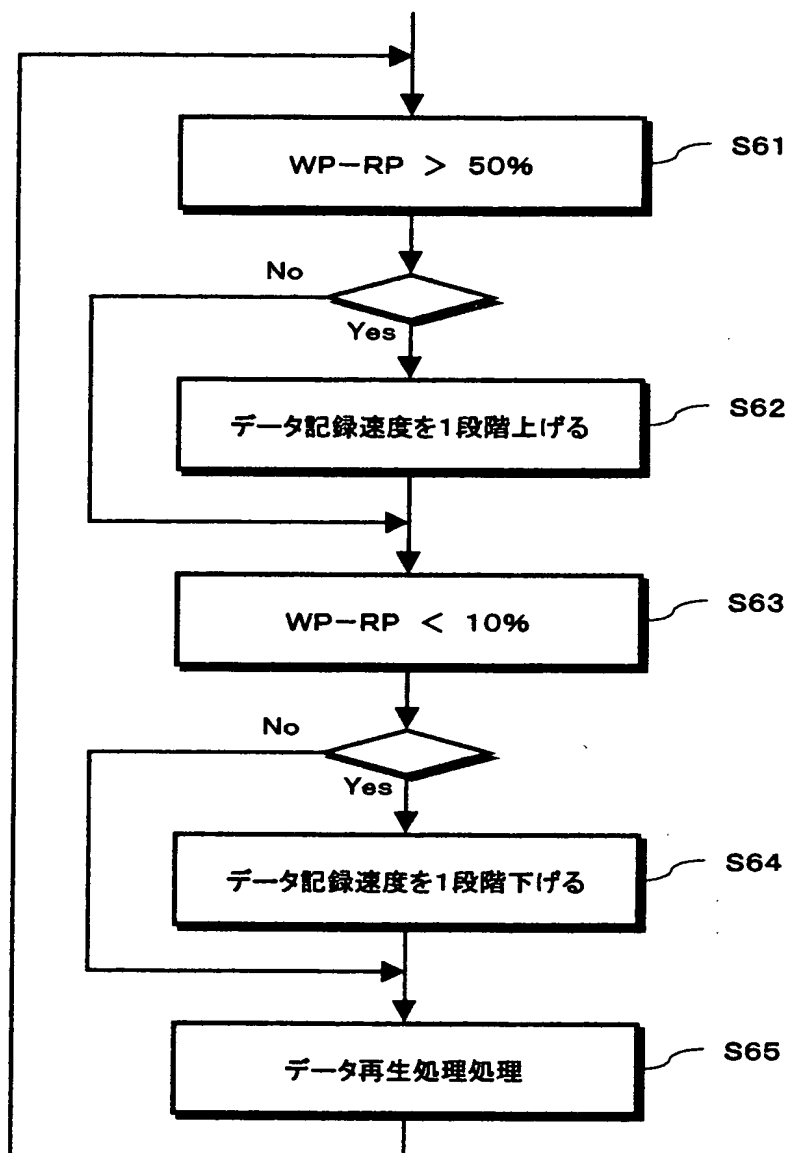 WP-RP > 50%
S61
No
Yes
データ記録速度を1段階上げる
S62
WP-RP < 10%
S63
No
Yes
データ記録速度を1段階下げる
S64
データ再生処理処理
S65